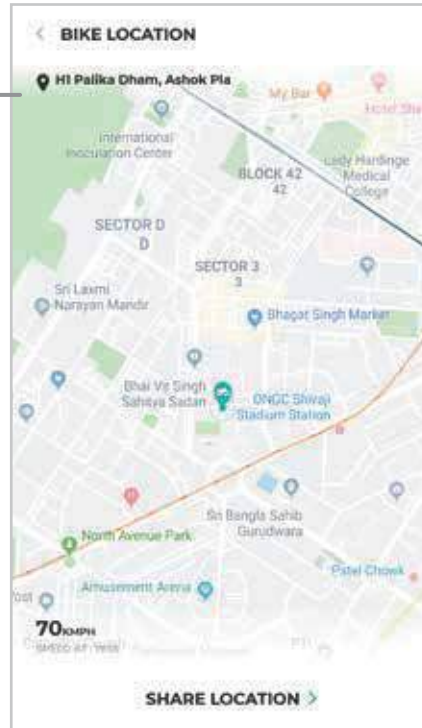 BIKE LOCATION
H1 Palika Dham, Ashok Pla
My Bar
Hotel Sha
International
Inoculation Center
BLOCK 42
42
Lady Hardinge
Medical
College
SECTOR D
D
SECTOR 3
3
Sri Laxmi
Narayan Mandir
Bhagat Singh Market
Bhai Vir Singh
Sahitya Sadan
ONGC Shivaji
Stadium Station
Sri Bangla Sahib
Gurudwara
North Avenue Park
Patel Chowk
Amusement Arena
70KMPH
SHARE LOCATION